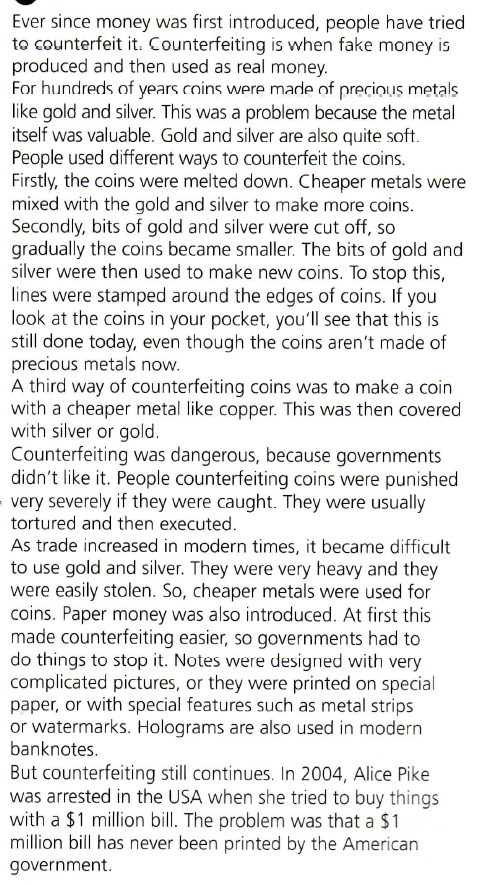 Ever since money was first introduced, people have tried
to counterfeit it. Counterfeiting is when fake money is
produced and then used as real money.
For hundreds of years coins were made of precious metals
like gold and silver. This was a problem because the metal
itself was valuable. Gold and silver are also quite soft.
People used different ways to counterfeit the coins.
Firstly, the coins were melted down. Cheaper metals were
mixed with the gold and silver to make more coins.
Secondly, bits of gold and silver were cut off, so
gradually the coins became smaller. The bits of gold and
silver were then used to make new coins. To stop this,
lines were stamped around the edges of coins. If you
look at the coins in your pocket, you'll see that this is
still done today, even though the coins aren't made of
precious metals now.
A third way of counterfeiting coins was to make a coin
with a cheaper metal like copper. This was then covered
with silver or gold.
Counterfeiting was dangerous, because governments
didn't like it. People counterfeiting coins were punished
very severely if they were caught. They were usually
tortured and then executed.
As trade increased in modern times, it became difficult
to use gold and silver. They were very heavy and they
were easily stolen. So, cheaper metals were used for
coins. Paper money was also introduced. At first this
made counterfeiting easier, so governments had to
do things to stop it. Notes were designed with very
complicated pictures, or they were printed on special
paper, or with special features such as metal strips
or watermarks. Holograms are also used in modern
banknotes.
But counterfeiting still continues. In 2004, Alice Pike
was arrested in the USA when she tried to buy things
with a $1 million bill. The problem was that a $1
million bill has never been printed by the American
government.